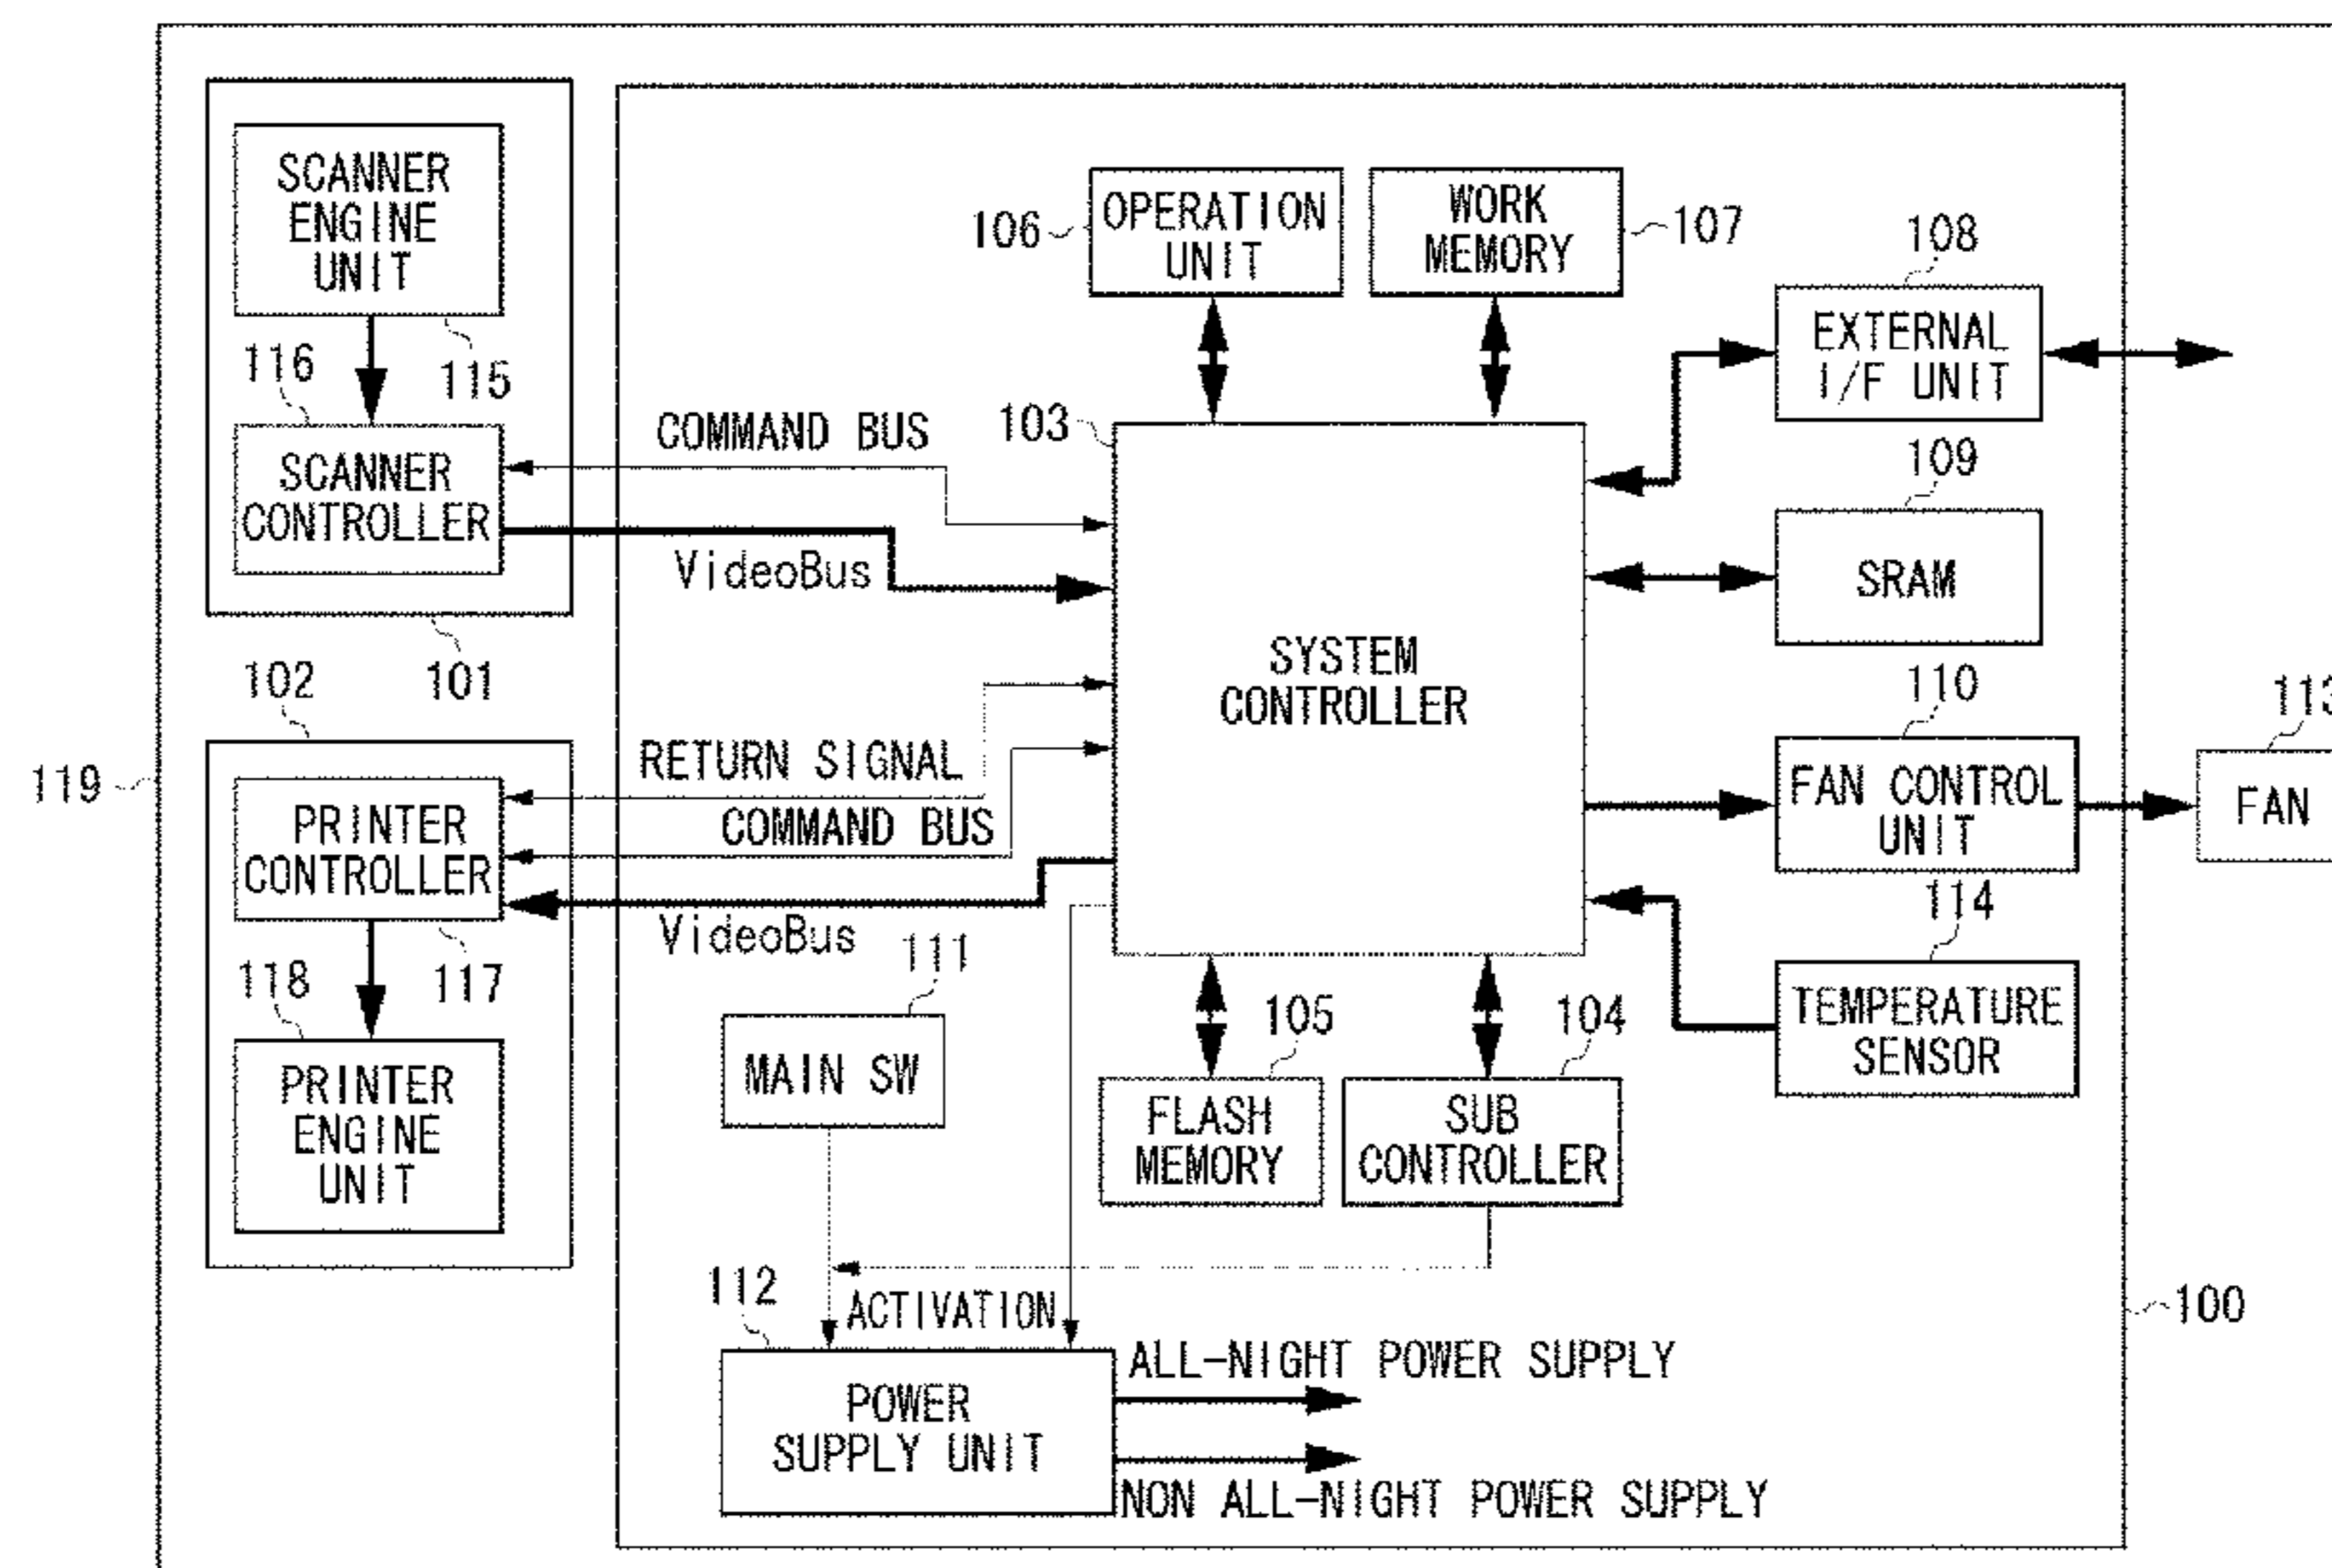 SCANNER
ENGINE
UNIT
115
116
SCANNER
CONTROLLER
101
102
119
PRINTER
CONTROLLER
117
118
PRINTER
ENGINE
UNIT
COMMAND BUS
VideoBus
RETURN SIGNAL
COMMAND BUS
VideoBus
106
OPERATION
UNIT
WORK
MEMORY
107
103
SYSTEM
CONTROLLER
108
EXTERNAL
I/F UNIT
109
SRAM
110
FAN CONTROL
UNIT
113
FAN
114
TEMPERATURE
SENSOR
111
MAIN SW
105
FLASH
MEMORY
104
SUB
CONTROLLER
112
ACTIVATION
POWER
SUPPLY UNIT
ALL-NIGHT POWER SUPPLY
NON ALL-NIGHT POWER SUPPLY
100